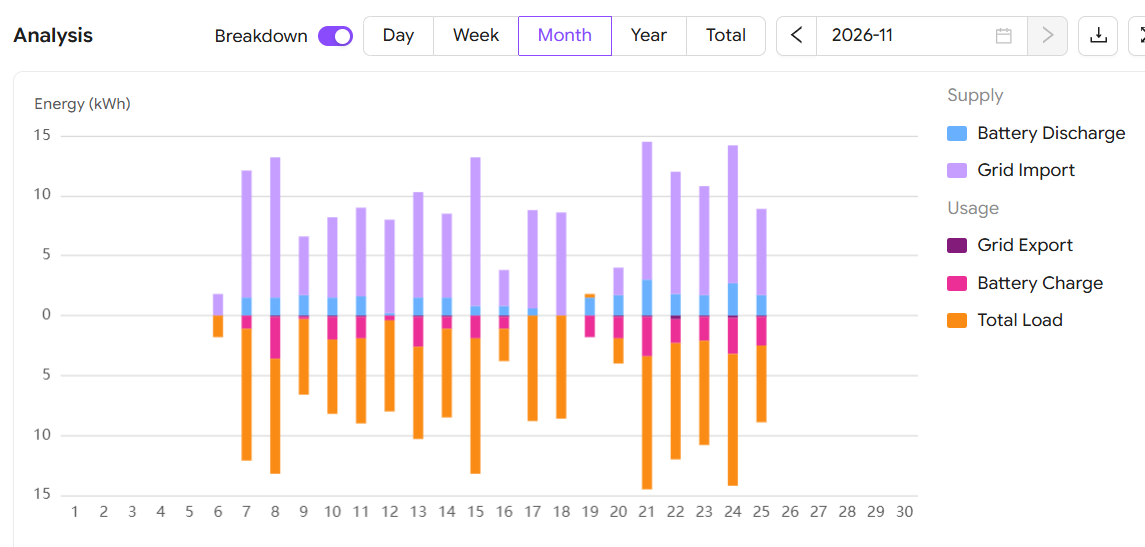 Analysis
Breakdown
Day Week Month Year Total
2026-11
Energy (kWh)
15
10
5
0
5
10
15
1 2 3 4 5 6 7 8 9 10 11 12 13 14 15 16 17 18 19 20 21 22 23 24 25 26 27 28 29 30
Supply
Battery Discharge
Grid Import
Usage
Grid Export
Battery Charge
Total Load